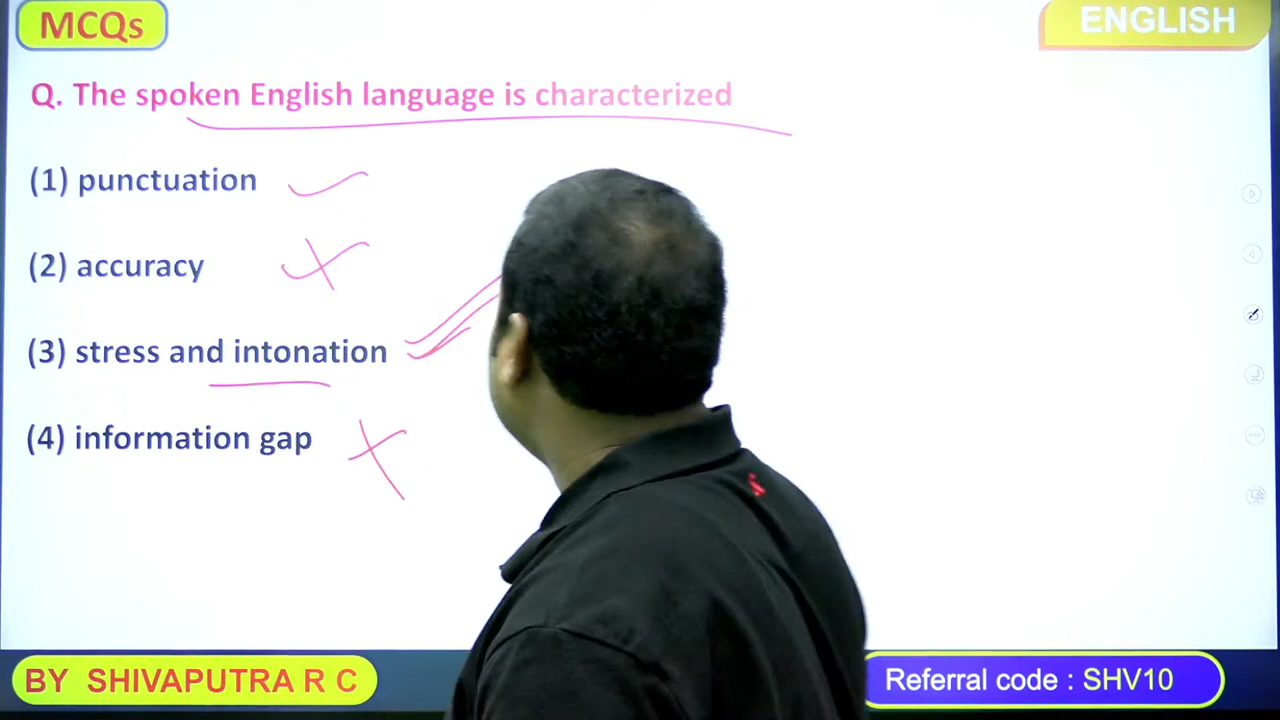 MCQs
ENGLISH
Q. The spoken English language is characterized
(1) punctuation
(2) accuracy
(3) stress and intonation
(4) information gap
BY SHIVAPUTRA R C
Referral code : SHV10